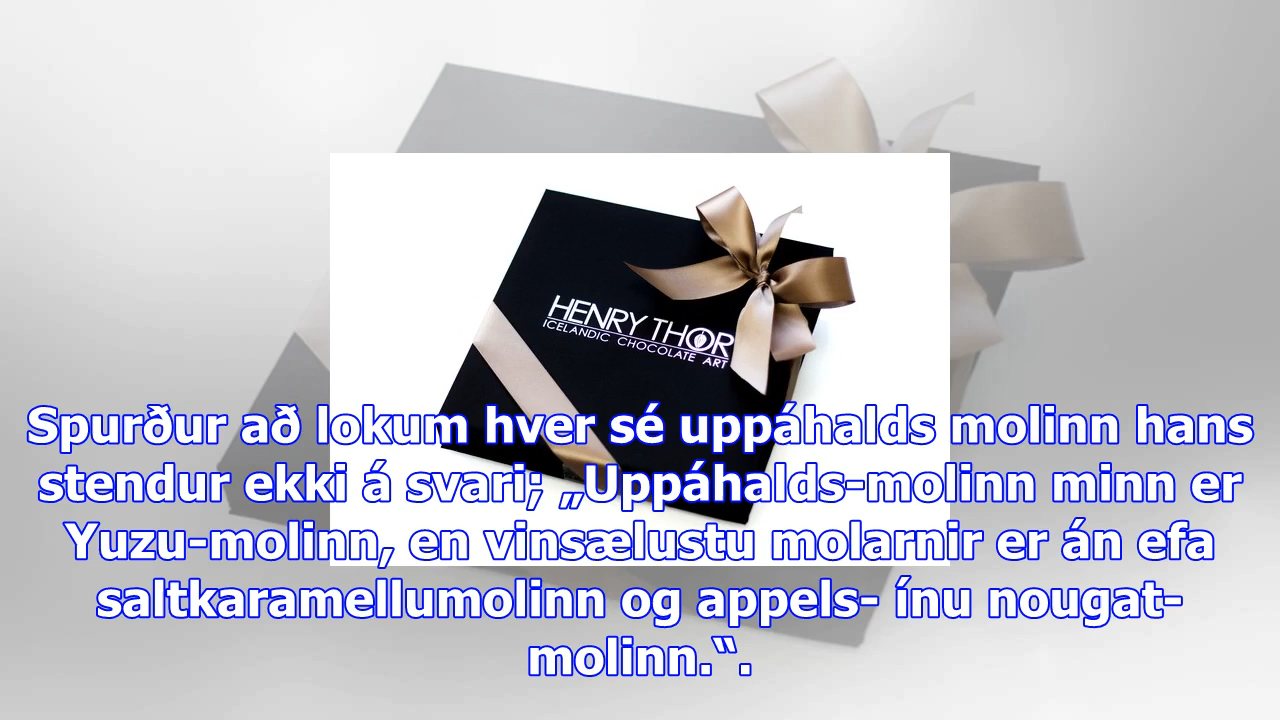 HENRY THOR
ICELANDIC CHOCOLATE ART
Spurður að lokum hver sé uppáhalds molinn hans
stendur ekki á svari; „Uppáhalds-molinn minn er
Yuzu-molinn, en vinsælustu molarnir er án efa
saltkaramellumolinn og appels- ínu nougat-
molinn.“.